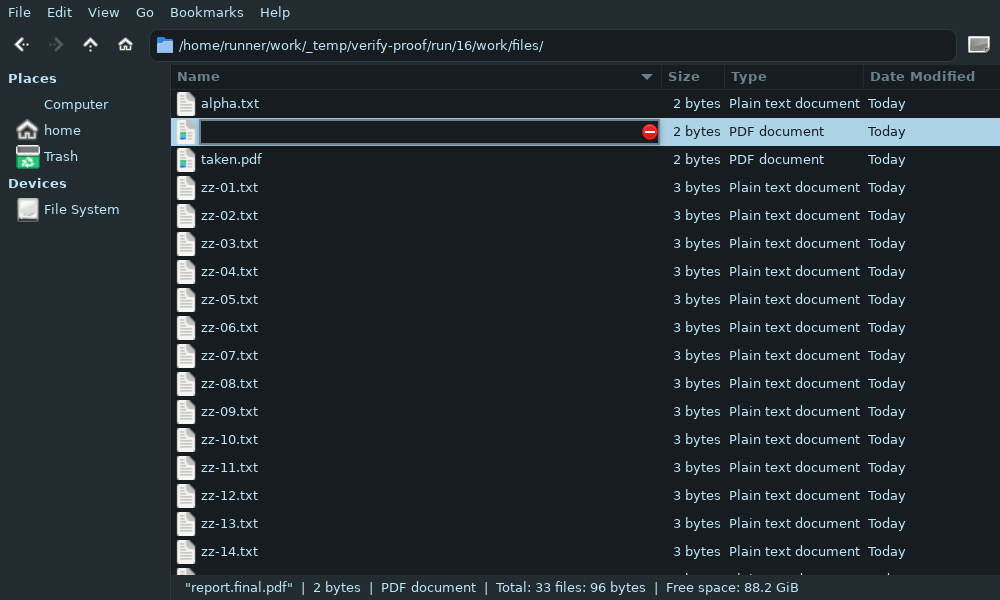 File Edit View Go Bookmarks Help
/home/runner/work/_temp/verify-proof/run/16/work/files/
Places
Computer
home
Trash
Devices
File System
Name Size Type Date Modified
alpha.txt 2 bytes Plain text document Today
2 bytes PDF document Today
taken.pdf 2 bytes PDF document Today
zz-01.txt 3 bytes Plain text document Today
zz-02.txt 3 bytes Plain text document Today
zz-03.txt 3 bytes Plain text document Today
zz-04.txt 3 bytes Plain text document Today
zz-05.txt 3 bytes Plain text document Today
zz-06.txt 3 bytes Plain text document Today
zz-07.txt 3 bytes Plain text document Today
zz-08.txt 3 bytes Plain text document Today
zz-09.txt 3 bytes Plain text document Today
zz-10.txt 3 bytes Plain text document Today
zz-11.txt 3 bytes Plain text document Today
zz-12.txt 3 bytes Plain text document Today
zz-13.txt 3 bytes Plain text document Today
zz-14.txt 3 bytes Plain text document Today
"report.final.pdf" | 2 bytes | PDF document | Total: 33 files: 96 bytes | Free space: 88.2 GiB